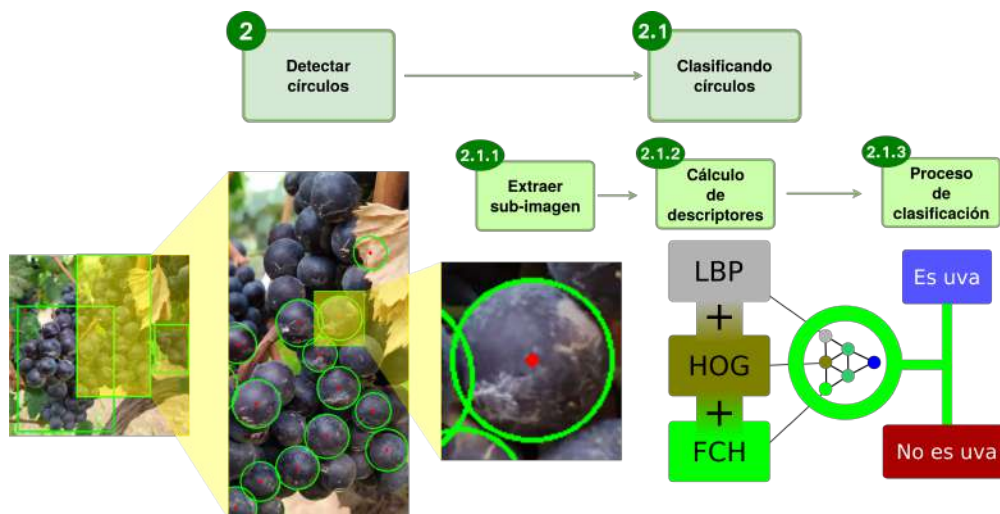 2
Detectar
círculos
2.1
Clasificando
círculos
2.1.1
Extraer
sub-imagen
2.1.2
Cálculo
de
descriptores
2.1.3
Proceso
de
clasificación
LBP
+
HOG
+
FCH
Es uva
No es uva